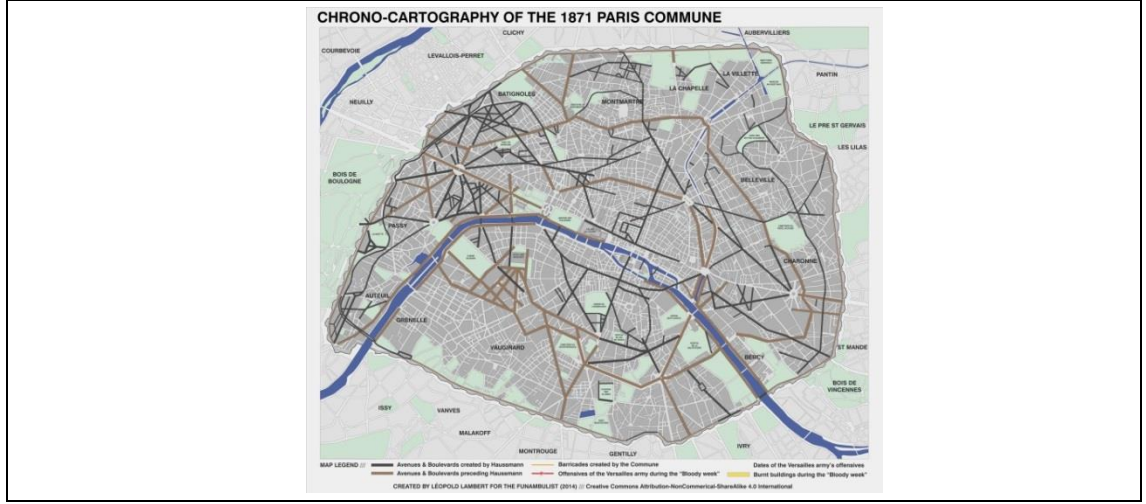 CHRONO-CARTOGRAPHY OF THE 1871 PARIS COMMUNE
CLICHY
AUBERVILLIERS
COURBEVOIE
LEVALLOIS-PERRET
LA VILLETTE
PANTIN
BATIGNOLES
LA CHAPELLE
NEUILLY
MONTMARTRE
LE PRE ST GERVAIS
LES LILAS
BOIS DE
BOULOGNE
BELLEVILLE
PASSY
CHARONNE
AUTEUIL
GRENELLE
VAUGIRARD
BERCY
ST MANDE
BOIS DE
VINCENNES
ISSY
VANVES
MALAKOFF
IVRY
MONTROUGE
GENTILLY
MAP LEGEND ///
Avenues & Boulevards created by Haussmann
Barricades created by the Commune
Dates of the Versailles army's offensives
Avenues & Boulevards preceding Haussmann
Offensives of the Versailles army during the "Bloody week"
Burnt buildings during the "Bloody week"
CREATED BY LÉOPOLD LAMBERT FOR THE FUNAMBULIST (2014) /// Creative Commons Attribution-NonCommerical-ShareAlike 4.0 International